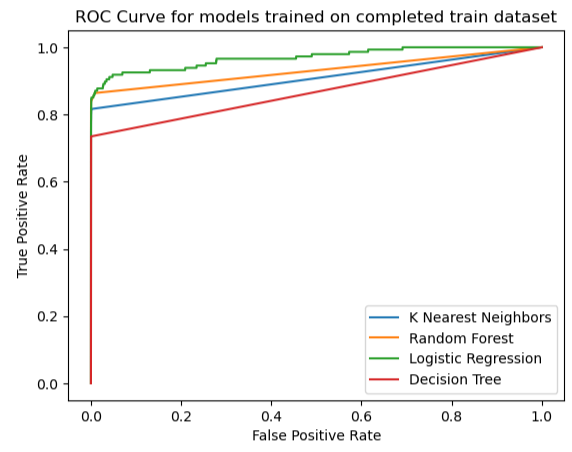 ROC Curve for models trained on completed train dataset
True Positive Rate
1.0
0.8
0.6
0.4
0.2
0.0
K Nearest Neighbors
Random Forest
Logistic Regression
Decision Tree
0.0 0.2 0.4 0.6 0.8 1.0
False Positive Rate